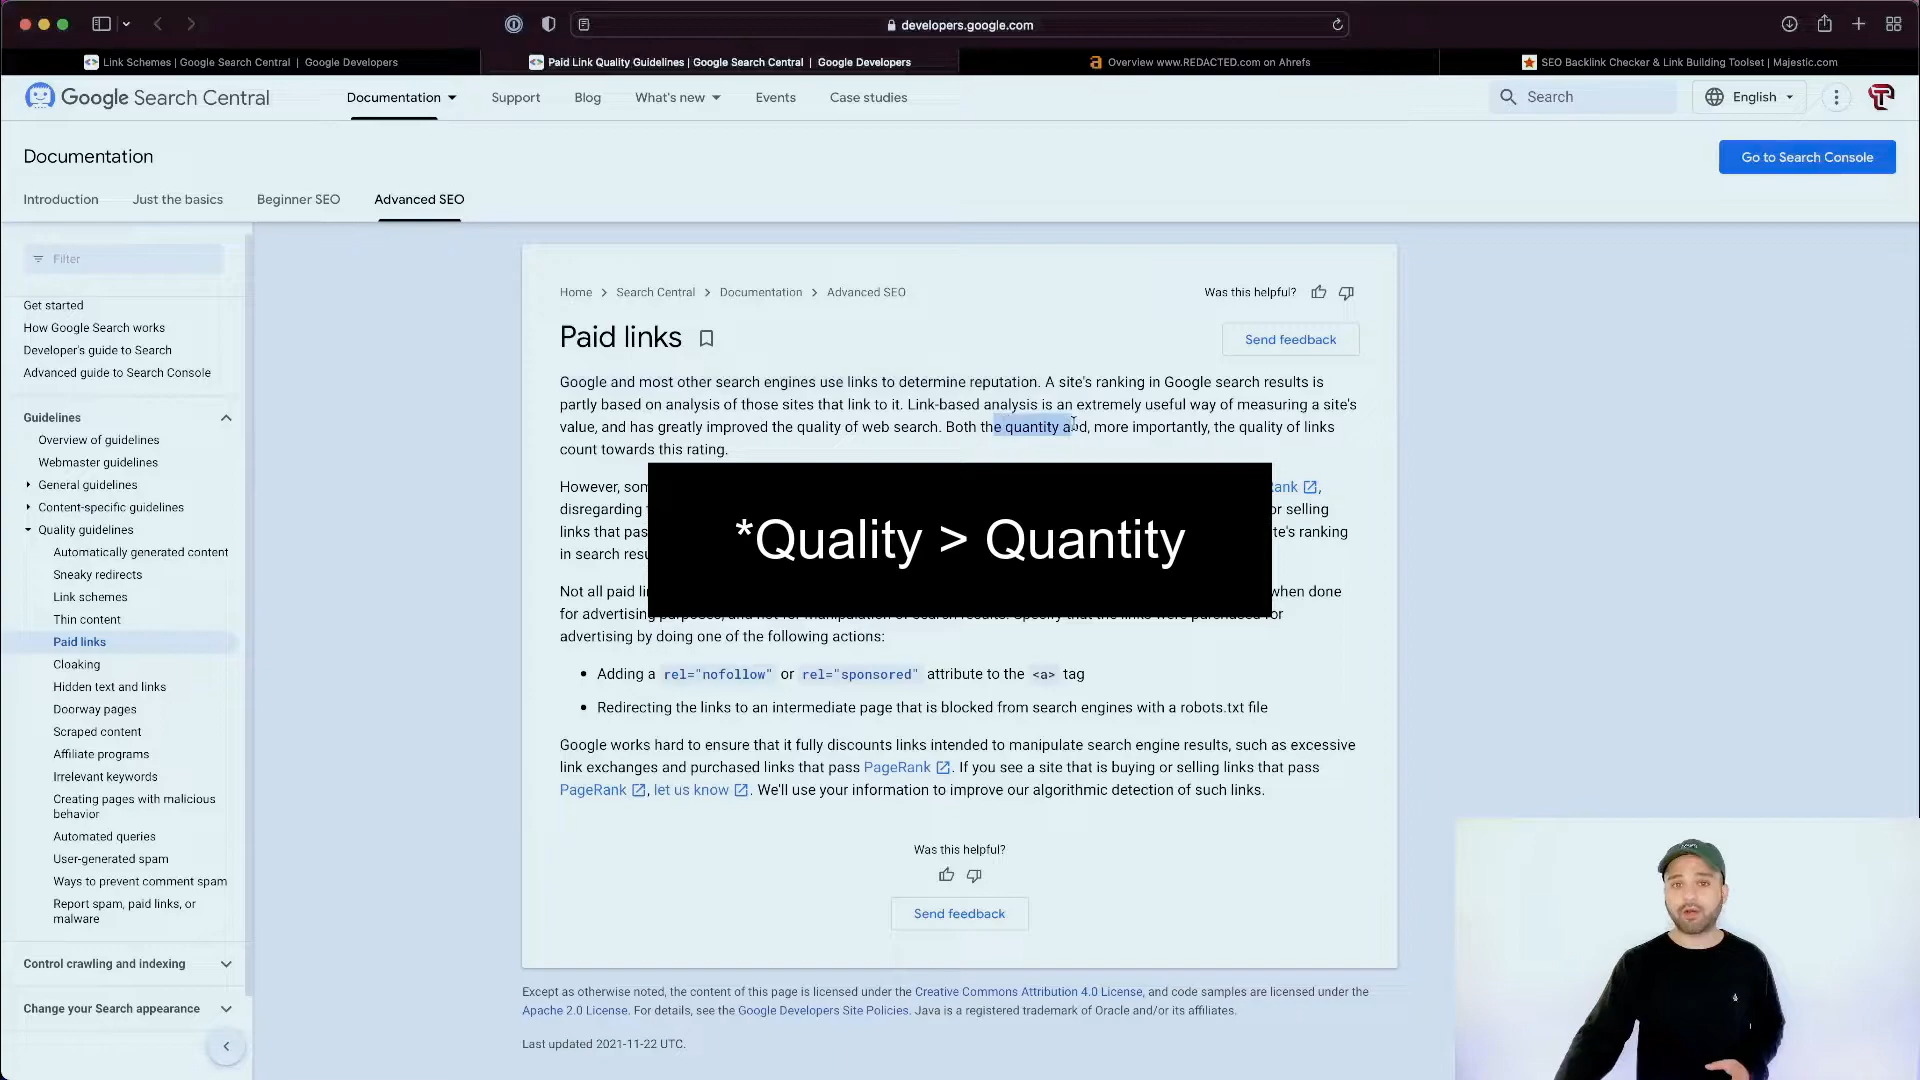 developers.google.com
Link Schemes | Google Search Central | Google Developers
Paid Link Quality Guidelines | Google Search Central | Google Developers
Overview www.REDACTED.com on Ahrefs
SEO Backlink Checker & Link Building Toolset | Majestic.com
Google Search Central
Documentation
Support
Blog
What's new
Events
Case studies
Search
English
Documentation
Go to Search Console
Introduction
Just the basics
Beginner SEO
Advanced SEO
Filter
Get started
How Google Search works
Developer's guide to Search
Advanced guide to Search Console
Guidelines
Overview of guidelines
Webmaster guidelines
General guidelines
Content-specific guidelines
Quality guidelines
Automatically generated content
Sneaky redirects
Link schemes
Thin content
Paid links
Cloaking
Hidden text and links
Doorway pages
Scraped content
Affiliate programs
Irrelevant keywords
Creating pages with malicious
behavior
Automated queries
User-generated spam
Ways to prevent comment spam
Report spam, paid links, or
malware
Control crawling and indexing
Change your Search appearance
Home > Search Central > Documentation > Advanced SEO
Was this helpful?
Paid links
Send feedback
Google and most other search engines use links to determine reputation. A site's ranking in Google search results is
partly based on analysis of those sites that link to it. Link-based analysis is an extremely useful way of measuring a site's
value, and has greatly improved the quality of web search. Both the quantity and, more importantly, the quality of links
count towards this rating.
However,
disregarding
or selling
links that
ranking
in search
*Quality > Quantity
Not all paid
when done
for advertising
for
advertising by doing one of the following actions:
• Adding a rel="nofollow" or rel="sponsored" attribute to the <a> tag
• Redirecting the links to an intermediate page that is blocked from search engines with a robots.txt file
Google works hard to ensure that it fully discounts links intended to manipulate search engine results, such as excessive
link exchanges and purchased links that pass PageRank. If you see a site that is buying or selling links that pass
PageRank, let us know. We'll use your information to improve our algorithmic detection of such links.
Was this helpful?
Send feedback
Except as otherwise noted, the content of this page is licensed under the Creative Commons Attribution 4.0 License, and code samples are licensed under the
Apache 2.0 License. For details, see the Google Developers Site Policies. Java is a registered trademark of Oracle and/or its affiliates.
Last updated 2021-11-22 UTC.